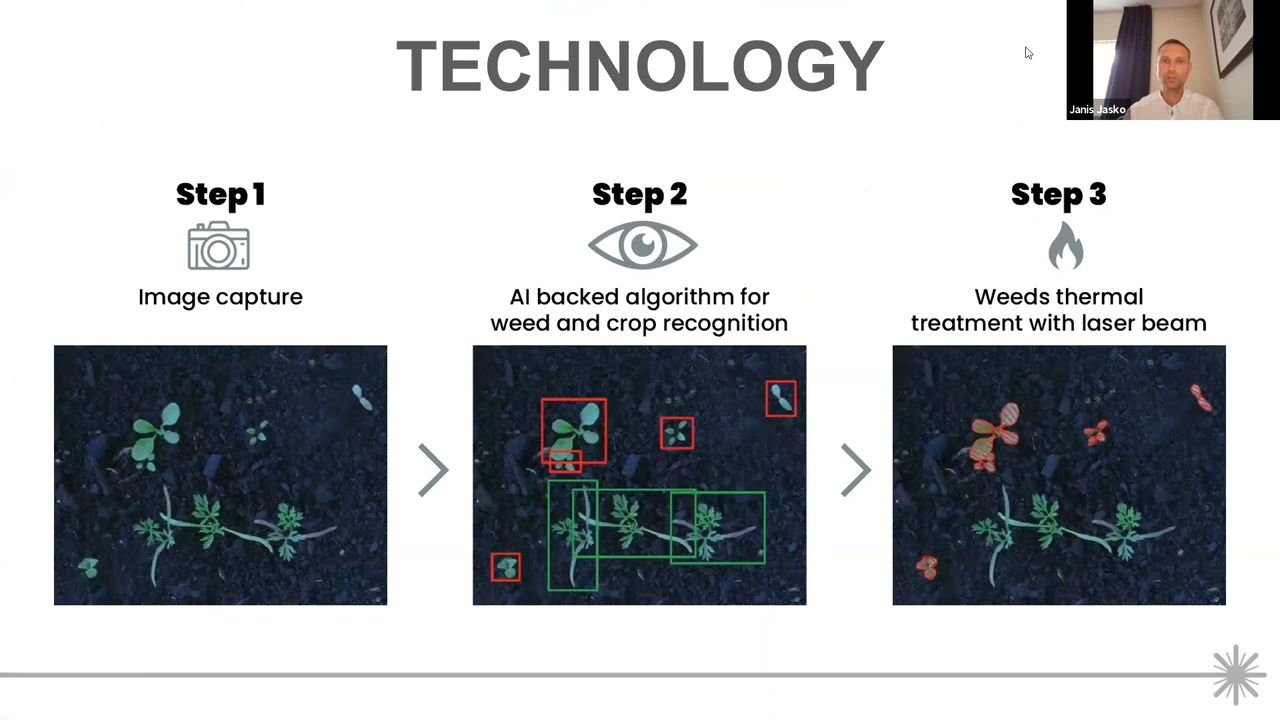 TECHNOLOGY
Janis Jasko
Step 1
Image capture
Step 2
AI backed algorithm for
weed and crop recognition
Step 3
Weeds thermal
treatment with laser beam